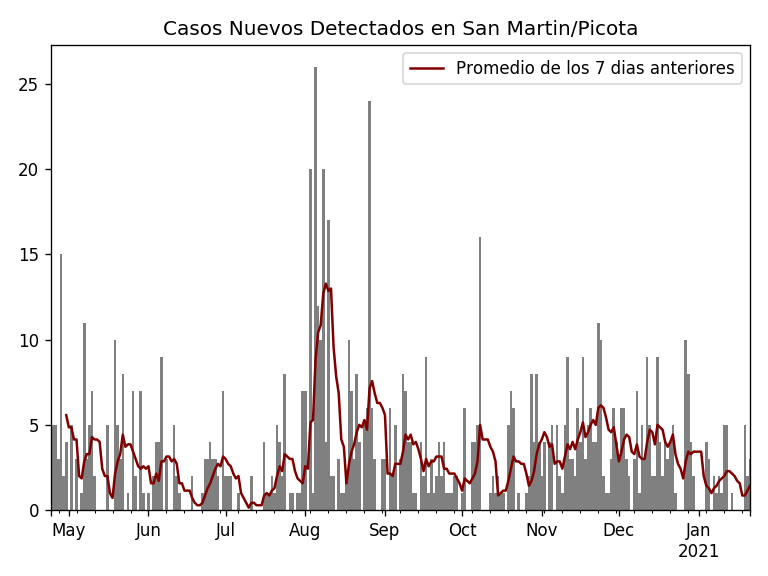 Casos Nuevos Detectados en San Martin/Picota
Promedio de los 7 dias anteriores
25
20
15
10
5
0
May Jun Jul Aug Sep Oct Nov Dec Jan
2021